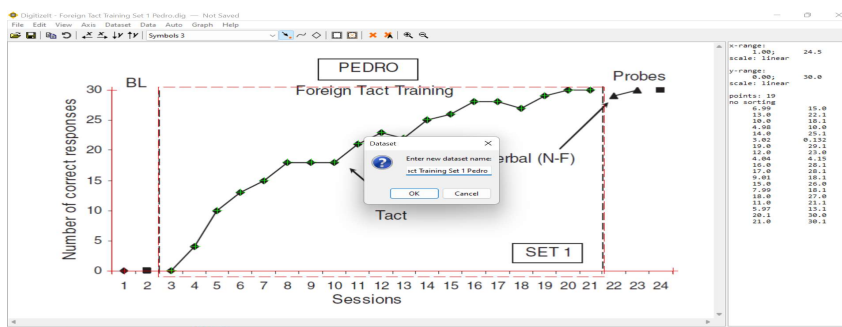 DigitizeIt - Foreign Tact Training Set 1 Pedro.dig --- Not Saved
File Edit View Axis Dataset Data Auto Graph Help
Symbols 3
PEDRO
BL
Foreign Tact Training
Probes
Number of correct responses
30
25
20
15
10
5
0
Dataset
Enter new dataset name:
ict Training Set 1 Pedro
OK Cancel
erbal (N-F)
Tact
SET 1
1 2 3 4 5 6 7 8 9 10 11 12 13 14 15 16 17 18 19 20 21 22 23 24
Sessions
x-range:
1.00; 24.5
scale: linear
y-range:
0.00; 30.0
scale: linear
points: 19
no sorting
6.99 15.0
13.0 22.1
10.0 18.1
4.98 10.0
14.0 25.1
3.02 0.132
19.0 29.1
12.0 23.0
4.04 4.15
16.0 28.1
17.0 28.1
9.01 18.1
15.0 26.0
7.99 18.1
18.0 27.0
11.0 21.1
5.97 13.1
20.1 30.0
21.0 30.1